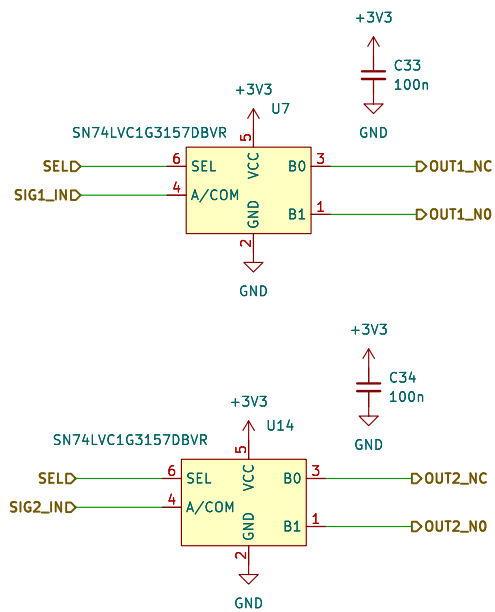 +3V3
C33
100n
GND
+3V3
U7
SN74LVC1G3157DBVR
5
SEL 6 SEL VCC B0 3 OUT1_NC
SIG1_IN 4 A/COM
GND B1 1 OUT1_NO
2
GND
+3V3
C34
100n
GND
+3V3
U14
SN74LVC1G3157DBVR
5
SEL 6 SEL VCC B0 3 OUT2_NC
SIG2_IN 4 A/COM
GND B1 1 OUT2_NO
2
GND